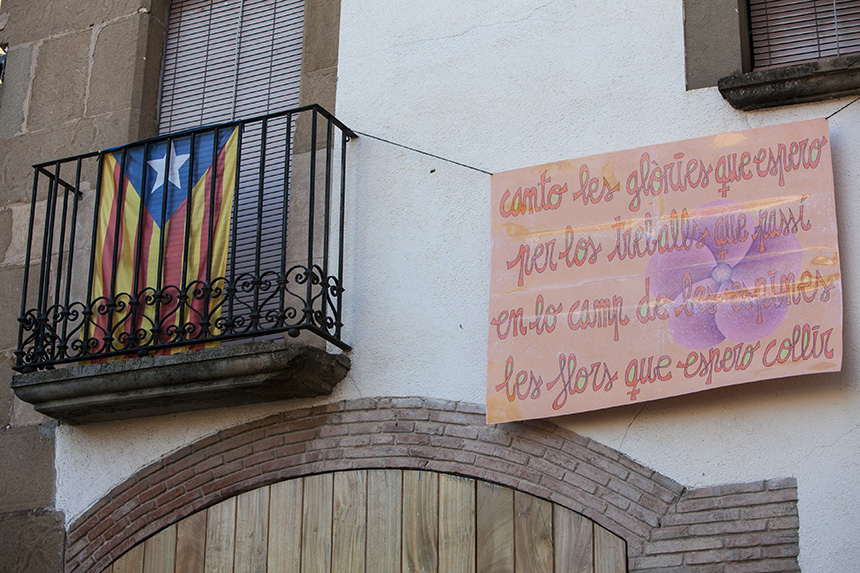 canto les glòries que espero
per los treballs que passí
en lo camp de les espines
les flors que espero collir